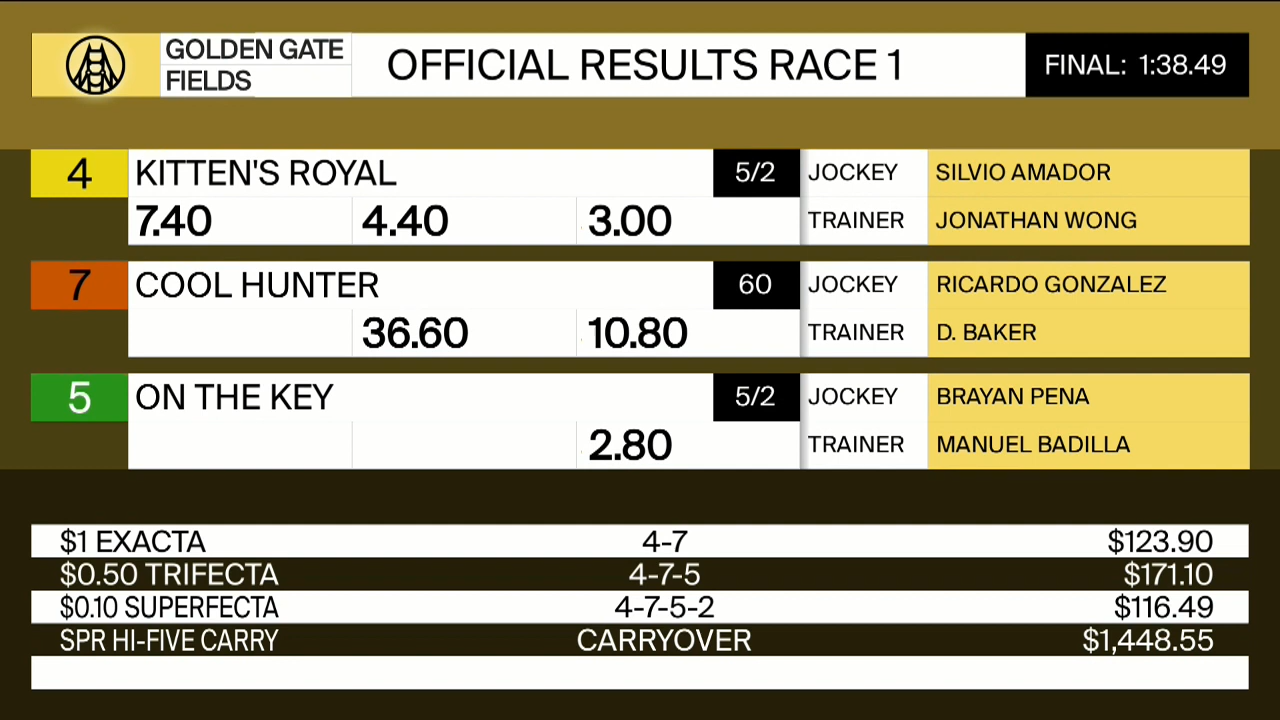 GOLDEN GATE
FIELDS
OFFICIAL RESULTS RACE 1
FINAL: 1:38.49
4 KITTEN'S ROYAL 5/2 JOCKEY SILVIO AMADOR
7.40 4.40 3.00 TRAINER JONATHAN WONG
7 COOL HUNTER 60 JOCKEY RICARDO GONZALEZ
36.60 10.80 TRAINER D. BAKER
5 ON THE KEY 5/2 JOCKEY BRAYAN PENA
2.80 TRAINER MANUEL BADILLA
$1 EXACTA 4-7 $123.90
$0.50 TRIFECTA 4-7-5 $171.10
$0.10 SUPERFECTA 4-7-5-2 $116.49
SPR HI-FIVE CARRY CARRYOVER $1,448.55